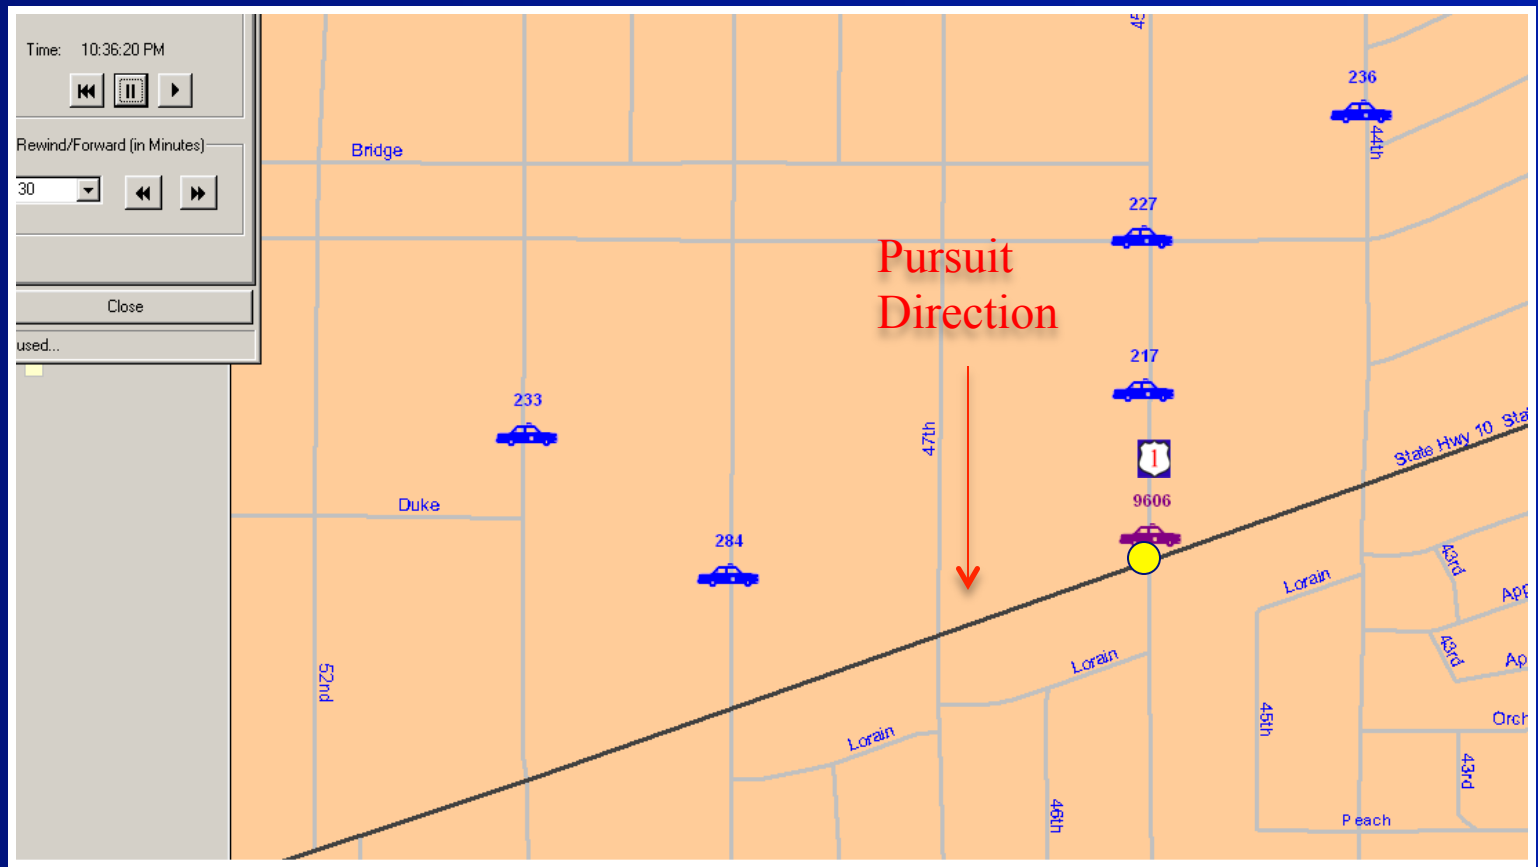 Time: 10:36:20 PM
Rewind/Forward (in Minutes)
30
Close
used...
Bridge
236
44th
227
Pursuit
Direction
217
233
47th
1
State Hwy 10 Sta
9606
Duke
284
43rd
Lorain
App
43rd
Ap
Lorain
52nd
Lorain
45th
Orch
43rd
46th
Peach